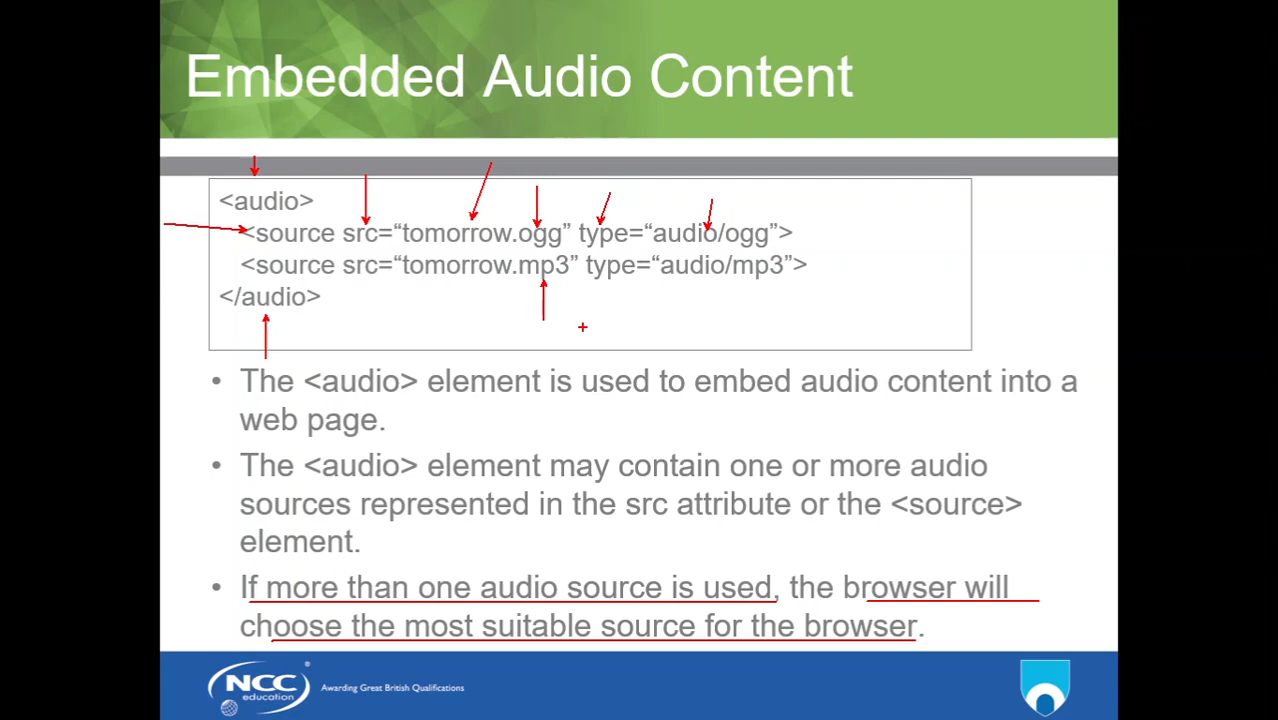 Embedded Audio Content
<audio>
<source src=“tomorrow.ogg” type=“audio/ogg”>
<source src=“tomorrow.mp3” type=“audio/mp3”>
</audio>
• The <audio> element is used to embed audio content into a
web page.
• The <audio> element may contain one or more audio
sources represented in the src attribute or the <source>
element.
• If more than one audio source is used, the browser will
choose the most suitable source for the browser.
NCC
education
Awarding Great British Qualifications